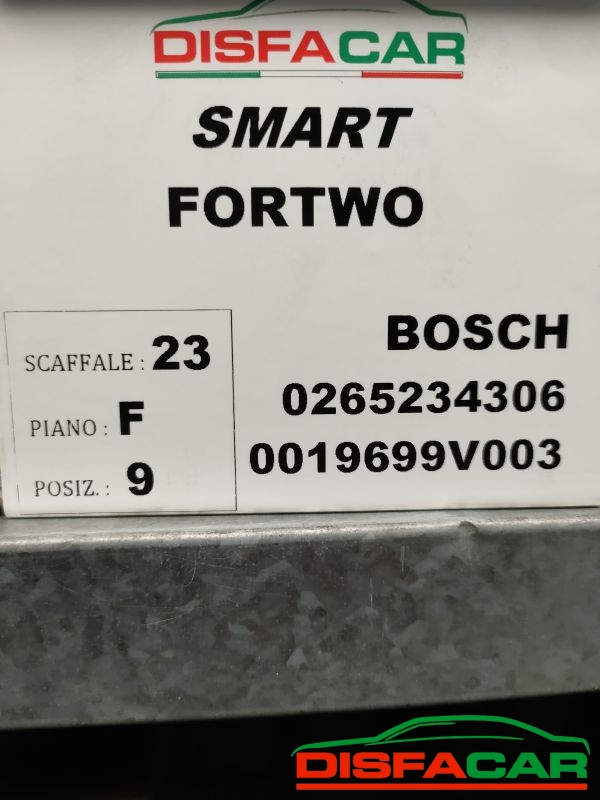 DISFACAR
SMART
FORTWO
SCAFFALE : 23
PIANO : F
POSIZ. : 9
BOSCH
0265234306
0019699V003
DISFACAR